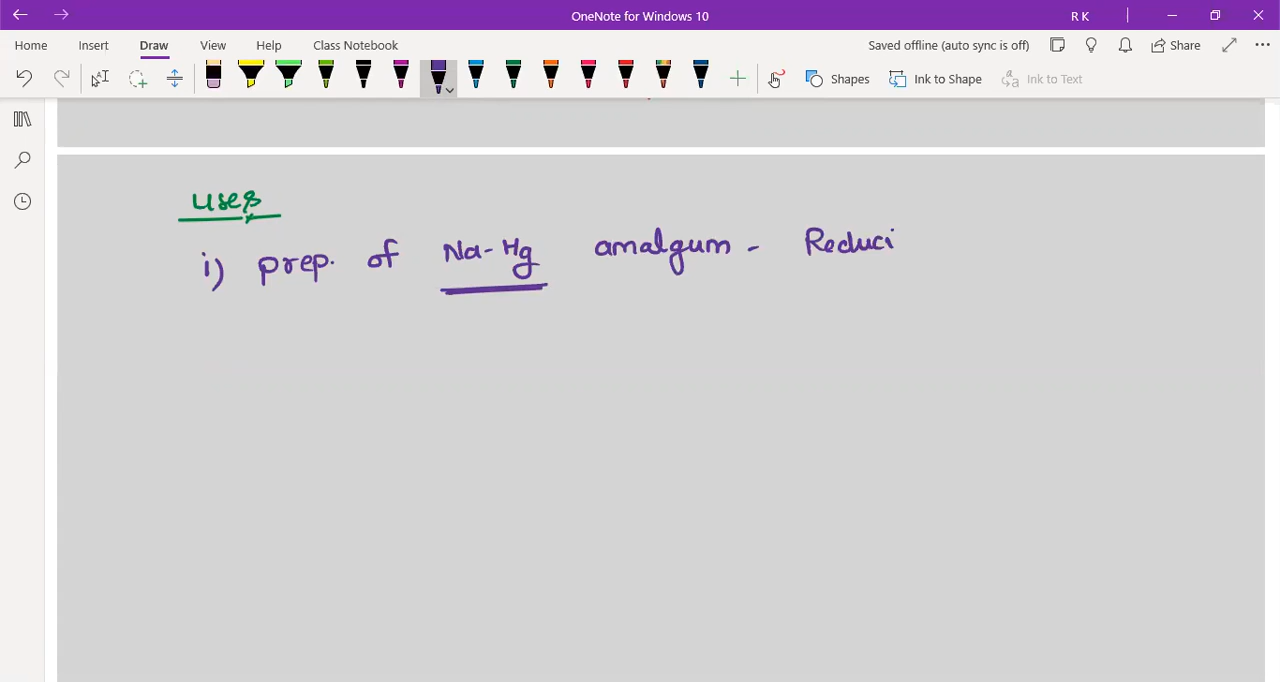 OneNote for Windows 10
R K
Home Insert Draw View Help Class Notebook
Saved offline (auto sync is off) Share
Shapes Ink to Shape Ink to Text
uses
i) prep. of Na-Hg amalgum - Reduci